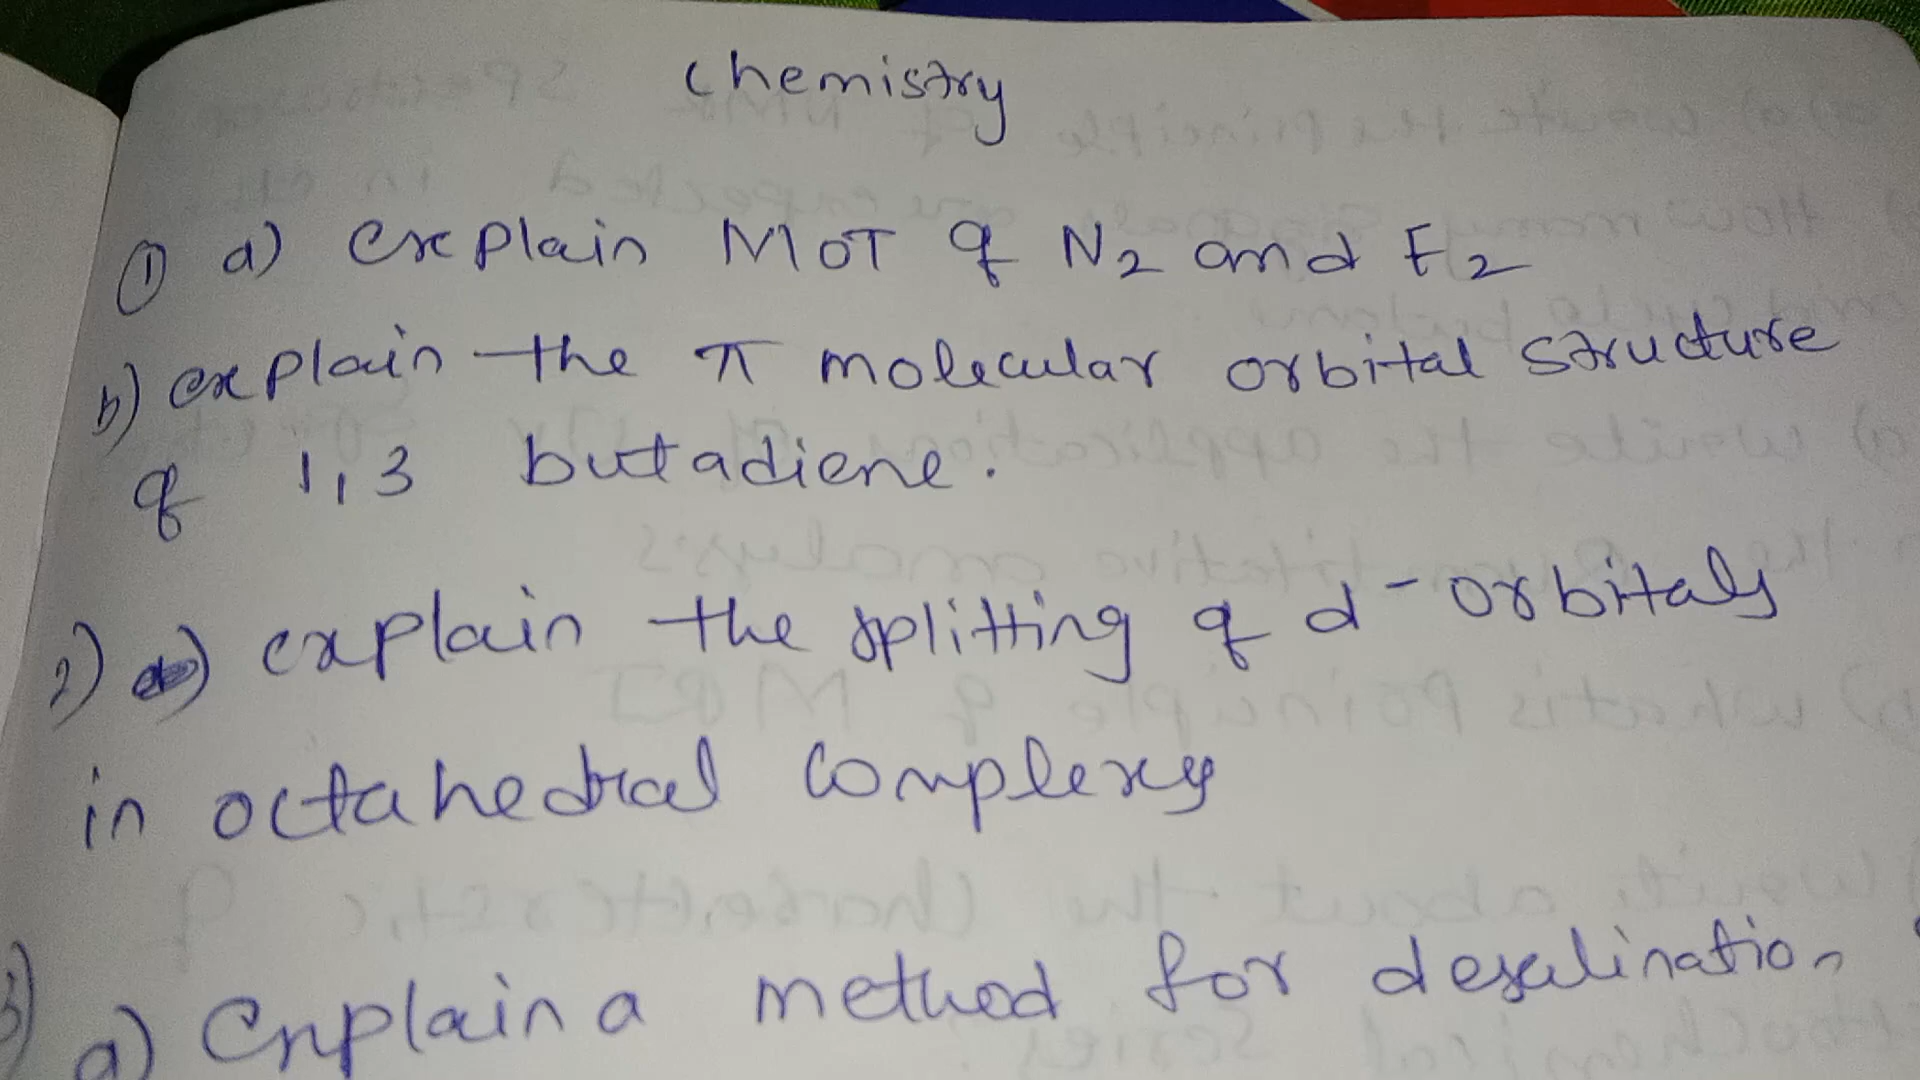 Chemistry
① a) explain MOT of N2 and F2
b) explain the π molecular orbital structure
of 1,3 butadiene.
2) explain the splitting of d-orbitals
in octahedral complexes
3)
a) Explain a method for desalination